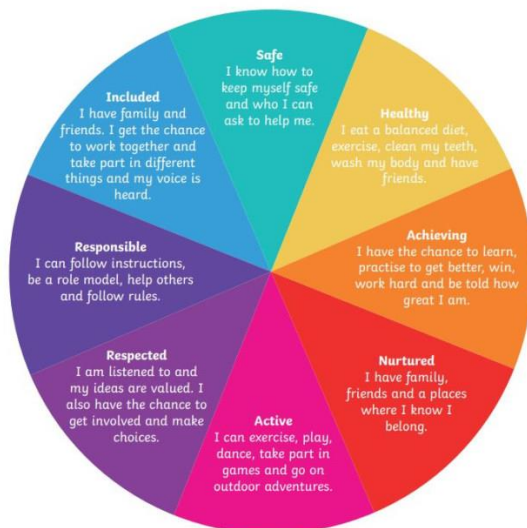 Safe
I know how to
keep myself safe
and who I can
ask to help me.
Healthy
I eat a balanced diet,
exercise, clean my teeth,
wash my body and have
friends.
Achieving
I have the chance to learn,
practise to get better, win,
work hard and be told how
great I am.
Nurtured
I have family,
friends and a places
where I know I
belong.
Active
I can exercise, play,
dance, take part in
games and go on
outdoor adventures.
Respected
I am listened to and
my ideas are valued. I
also have the chance to
get involved and make
choices.
Responsible
I can follow instructions,
be a role model, help
others and follow rules.
Included
I have family and
friends. I get the chance
to work together and
take part in different
things and my voice is
heard.